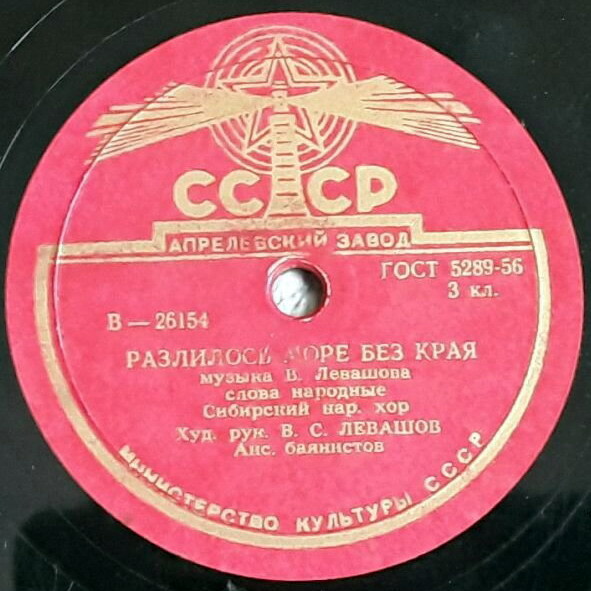 СССР
АПРЕЛЕВСКИЙ ЗАВОД
ГОСТ 5289-56
3 кл.
В — 26154
РАЗЛИЛОСЬ МОРЕ БЕЗ КРАЯ
музыка В. Левашова
слова народные
Сибирский нар. хор
Худ. рук. В. С. ЛЕВАШОВ
Анс. баянистов
МИНИСТЕРСТВО КУЛЬТУРЫ СССР